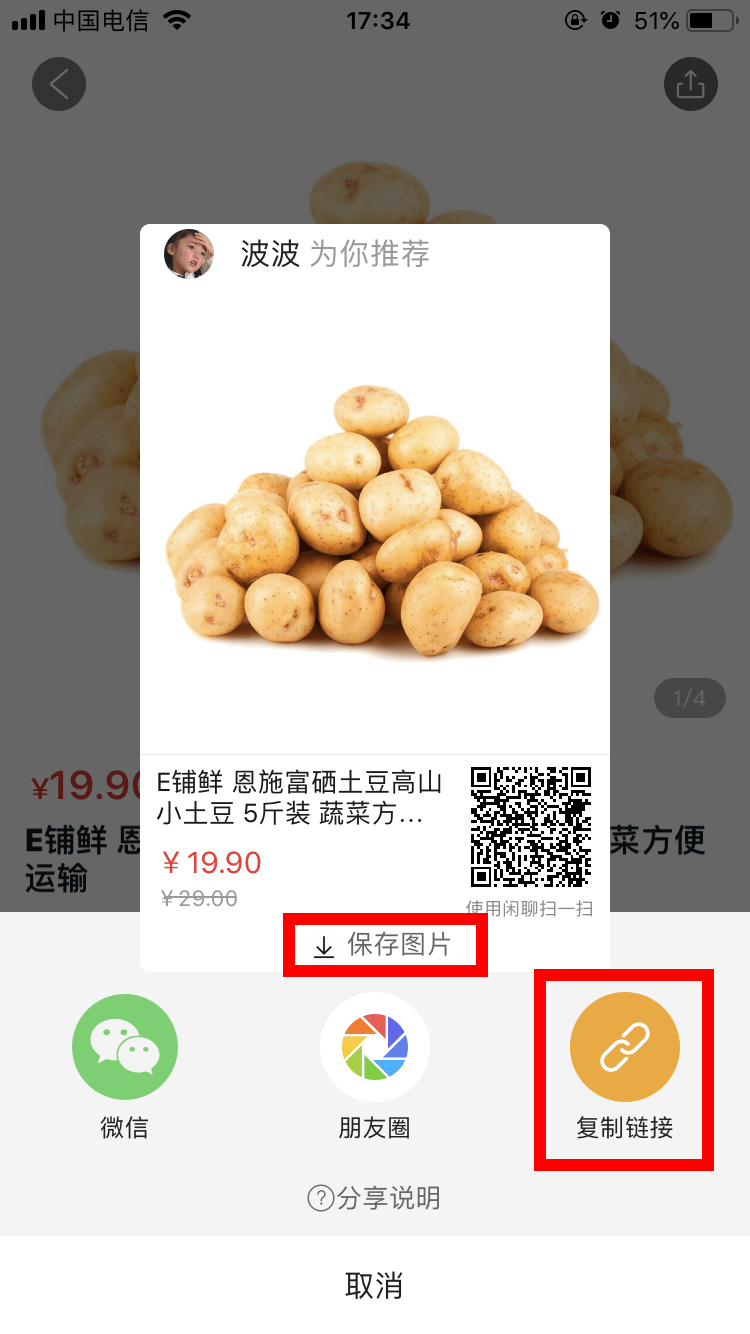 中国电信 17:34 51%
波波 为你推荐
1/4
¥19.90
E铺鲜 恩
菜方便
运输
E铺鲜 恩施富硒土豆高山
小土豆 5斤装 蔬菜方...
¥19.90
¥29.00
使用闲聊扫一扫
保存图片
微信 朋友圈 复制链接
?分享说明
取消